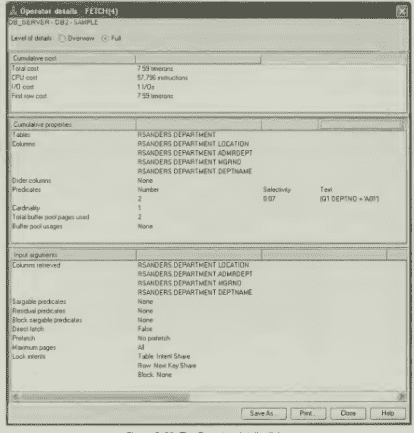 Operator details - FETCH(4)
DB_SERVER - DB2 - SAMPLE
Level of details Overview Full
Cumulative cost
Total cost 7.59 timerons
CPU cost 57,796 instructions
I/O cost 1 I/Os
First row cost 7.59 timerons
Cumulative properties
Tables RSANDERS.DEPARTMENT
Columns RSANDERS.DEPARTMENT.LOCATION
RSANDERS.DEPARTMENT.ADMRDEPT
RSANDERS.DEPARTMENT.MGRNO
RSANDERS.DEPARTMENT.DEPTNAME
Order columns None
Predicates Number Selectivity Text
2 0.07 (Q1.DEPTNO = 'A01')
Cardinality 1
Total buffer pool pages used 2
Buffer pool usages None
Input arguments
Columns retrieved RSANDERS.DEPARTMENT.LOCATION
RSANDERS.DEPARTMENT.ADMRDEPT
RSANDERS.DEPARTMENT.MGRNO
RSANDERS.DEPARTMENT.DEPTNAME
Sargable predicates None
Residual predicates None
Block sargable predicates None
Direct fetch False
Prefetch No prefetch
Maximum pages All
Lock intents Table: Intent Share
Row: Next Key Share
Block: None
Save As... Print... Close Help